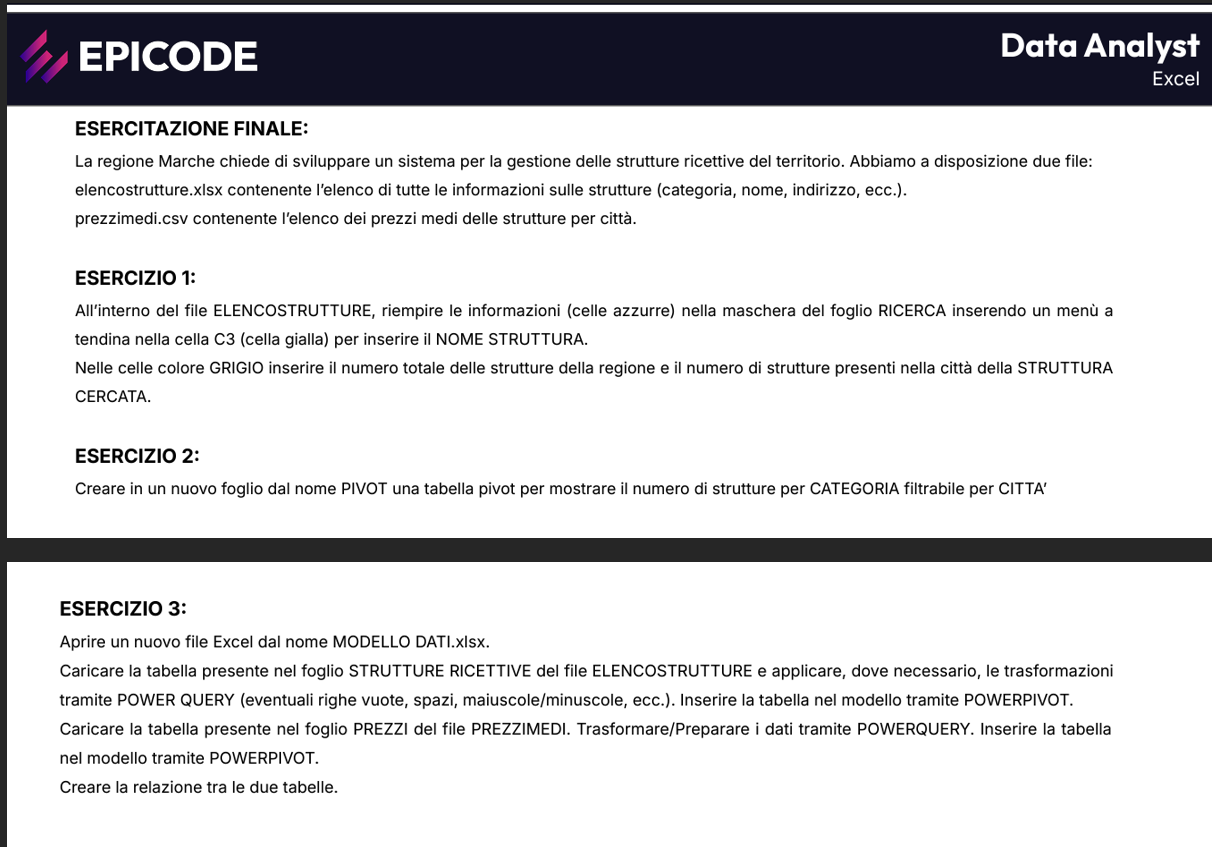 EPICODE
Data Analyst
Excel
ESERCITAZIONE FINALE:
La regione Marche chiede di sviluppare un sistema per la gestione delle strutture ricettive del territorio. Abbiamo a disposizione due file:
elencostrutture.xlsx contenente l’elenco di tutte le informazioni sulle strutture (categoria, nome, indirizzo, ecc.).
prezzimedi.csv contenente l’elenco dei prezzi medi delle strutture per città.
ESERCIZIO 1:
All’interno del file ELENCOSTRUTTURE, riempire le informazioni (celle azzurre) nella maschera del foglio RICERCA inserendo un menù a
tendina nella cella C3 (cella gialla) per inserire il NOME STRUTTURA.
Nelle celle colore GRIGIO inserire il numero totale delle strutture della regione e il numero di strutture presenti nella città della STRUTTURA
CERCATA.
ESERCIZIO 2:
Creare in un nuovo foglio dal nome PIVOT una tabella pivot per mostrare il numero di strutture per CATEGORIA filtrabile per CITTA’
ESERCIZIO 3:
Aprire un nuovo file Excel dal nome MODELLO DATI.xlsx.
Caricare la tabella presente nel foglio STRUTTURE RICETTIVE del file ELENCOSTRUTTURE e applicare, dove necessario, le trasformazioni
tramite POWER QUERY (eventuali righe vuote, spazi, maiuscole/minuscole, ecc.). Inserire la tabella nel modello tramite POWERPIVOT.
Caricare la tabella presente nel foglio PREZZI del file PREZZIMEDI. Trasformare/Preparare i dati tramite POWERQUERY. Inserire la tabella
nel modello tramite POWERPIVOT.
Creare la relazione tra le due tabelle.